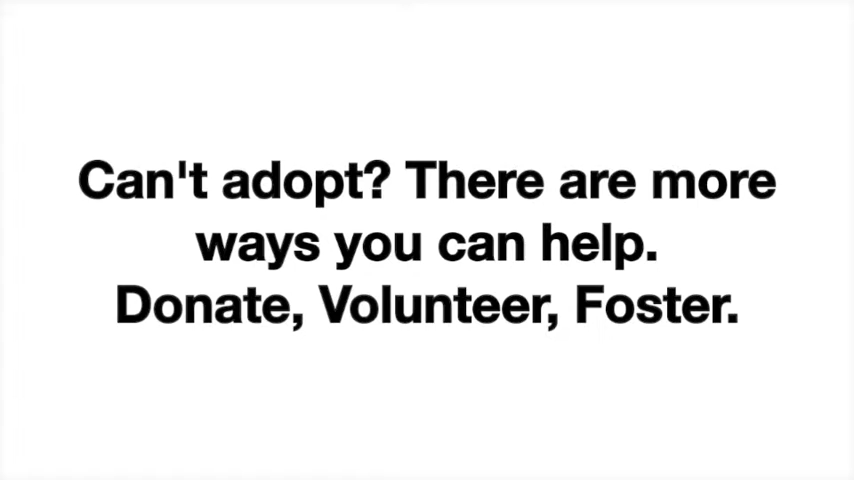 Can't adopt? There are more
ways you can help.
Donate, Volunteer, Foster.